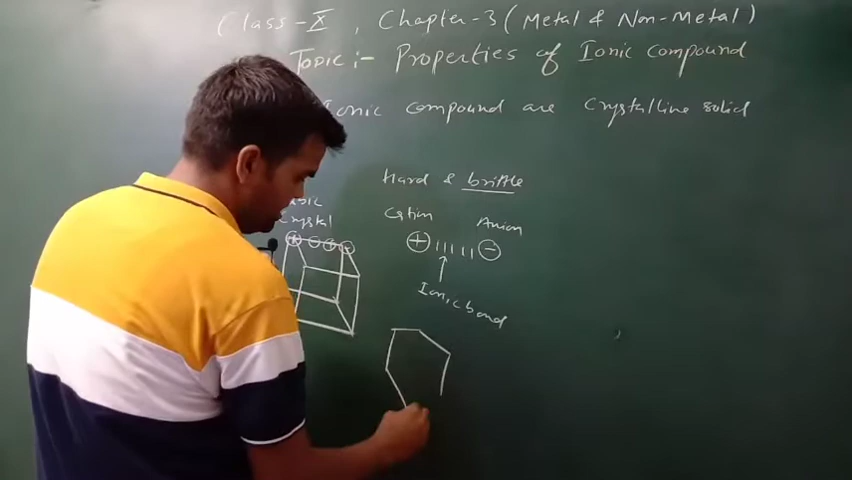 Class - X , Chapter - 3 ( Metal & Non-Metal )
Topic :- Properties of Ionic Compound
Ionic compound are Crystalline solid
Hard & brittle
Crystal
Cation Anion
+ -
Ionic bond